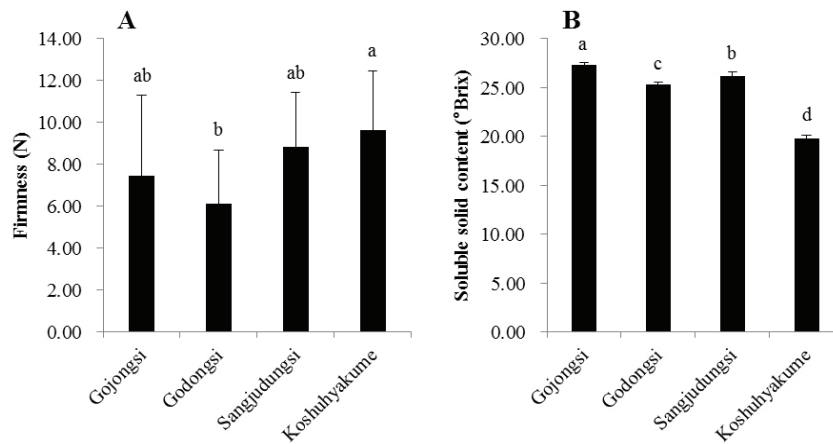 A
Firmness (N)
14.00
12.00
10.00
8.00
6.00
4.00
2.00
0.00
ab
b
ab
a
Gojongsi
Godongsi
Sangjudungsi
Koshuhyakume
B
Soluble solid content (°Brix)
30.00
25.00
20.00
15.00
10.00
5.00
0.00
a
c
b
d
Gojongsi
Godongsi
Sangjudungsi
Koshuhyakume